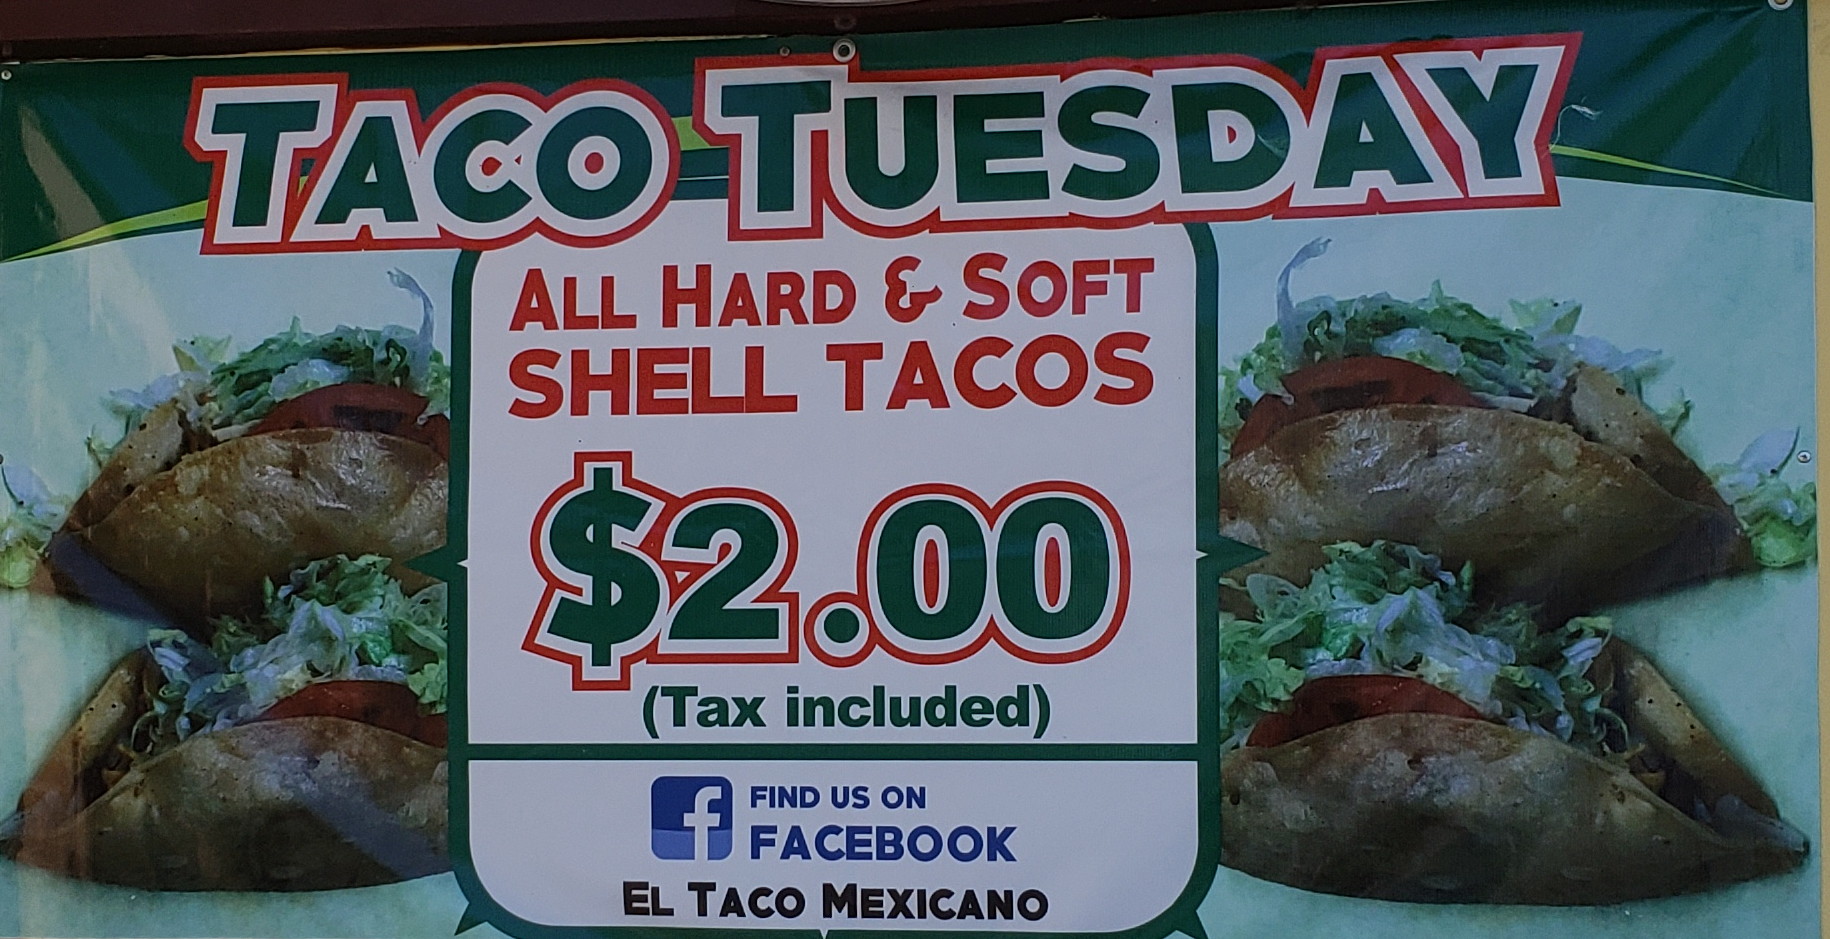 TACO TUESDAY
ALL HARD & SOFT
SHELL TACOS
$2.00
(Tax included)
f FIND US ON
FACEBOOK
EL TACO MEXICANO